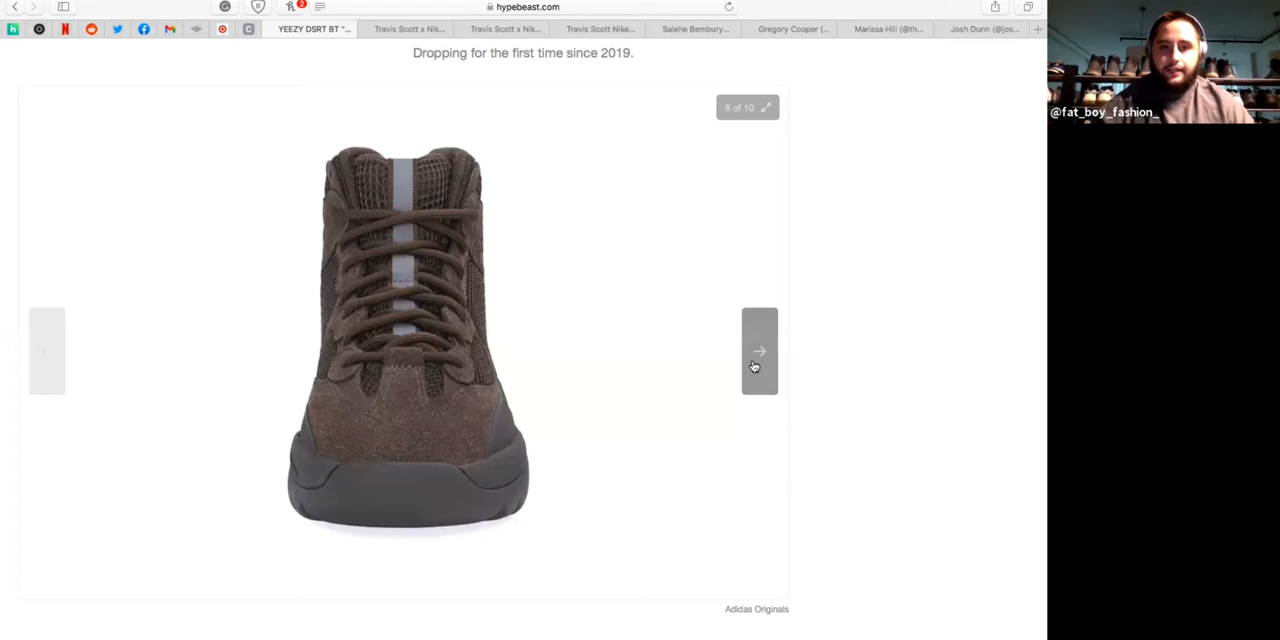 2
hypebeast.com
h
N
C
YEEZY DSRT BT "...
Travis Scott x Nik...
Travis Scott x Nik...
Travis Scott Nike...
Salehe Bembury...
Gregory Cooper (...
Marissa Hill (@th...
Josh Dunn (@jos...
Dropping for the first time since 2019.
8 of 10
@fat_boy_fashion_
Adidas Originals